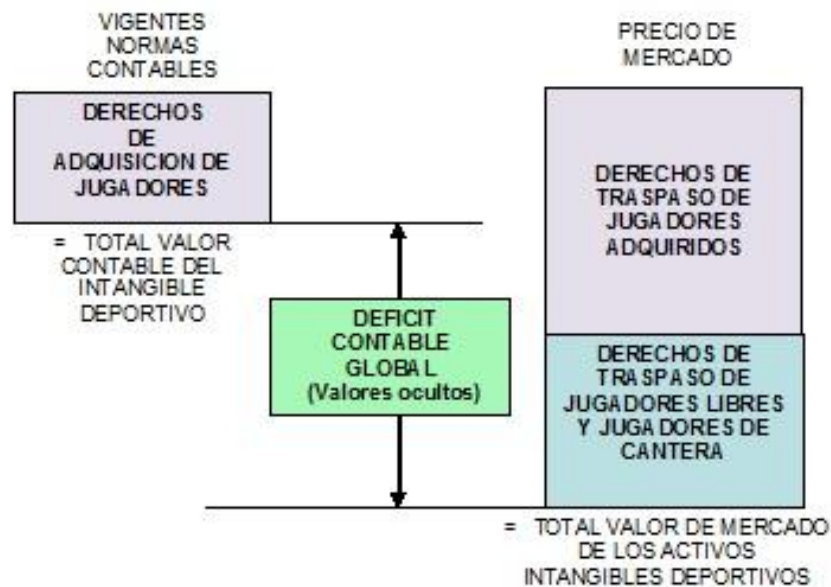 VIGENTES
NORMAS
CONTABLES
DERECHOS
DE
ADQUISICION DE
JUGADORES
= TOTAL VALOR
CONTABLE DEL
INTANGIBLE
DEPORTIVO
DEFICIT
CONTABLE
GLOBAL
(Valores ocultos)
PRECIO DE
MERCADO
DERECHOS DE
TRASPASO DE
JUGADORES
ADQUIRIDOS
DERECHOS DE
TRASPASO DE
JUGADORES LIBRES
Y JUGADORES DE
CANTERA
= TOTAL VALOR DE MERCADO
DE LOS ACTIVOS
INTANGIBLES DEPORTIVOS